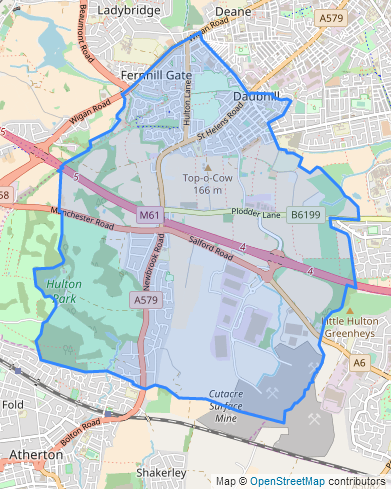 Ladybridge
Deane
Wigan Road
A579
Beaumont Road
Fernhill Gate
Hulton Lane
Daubhill
Wigan Road
St Helens Road
5
Top-o-Cow
166 m
5
58
M61
Plodder Lane
B6199
Manchester Road
Salford Road
4
4
Newbrook Road
Hulton
Park
A579
Little Hulton
Greenheys
A6
Cutacre
Surface
Mine
Fold
Bolton Road
Atherton
Shakerley
Map © OpenStreetMap contributors